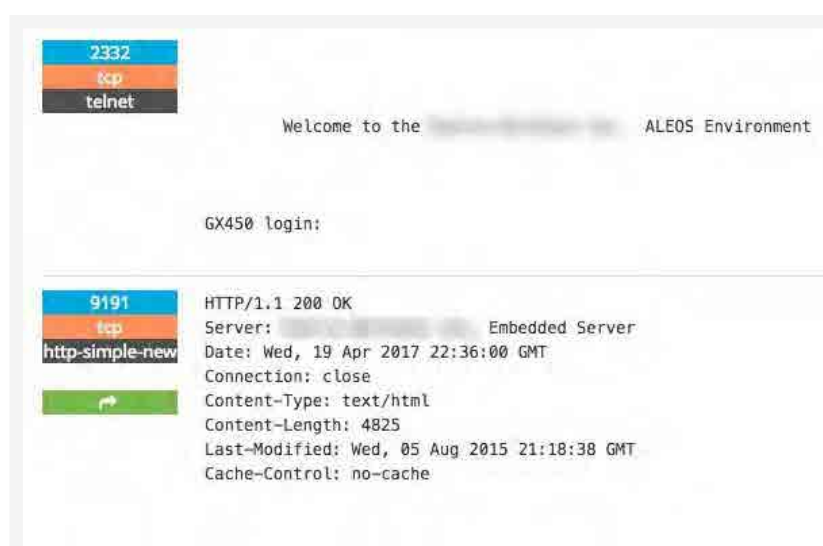 2332
tcp
telnet
Welcome to the ALEOS Environment
GX450 login:
9191
tcp
http-simple-new
HTTP/1.1 200 OK
Server: Embedded Server
Date: Wed, 19 Apr 2017 22:36:00 GMT
Connection: close
Content-Type: text/html
Content-Length: 4825
Last-Modified: Wed, 05 Aug 2015 21:18:38 GMT
Cache-Control: no-cache